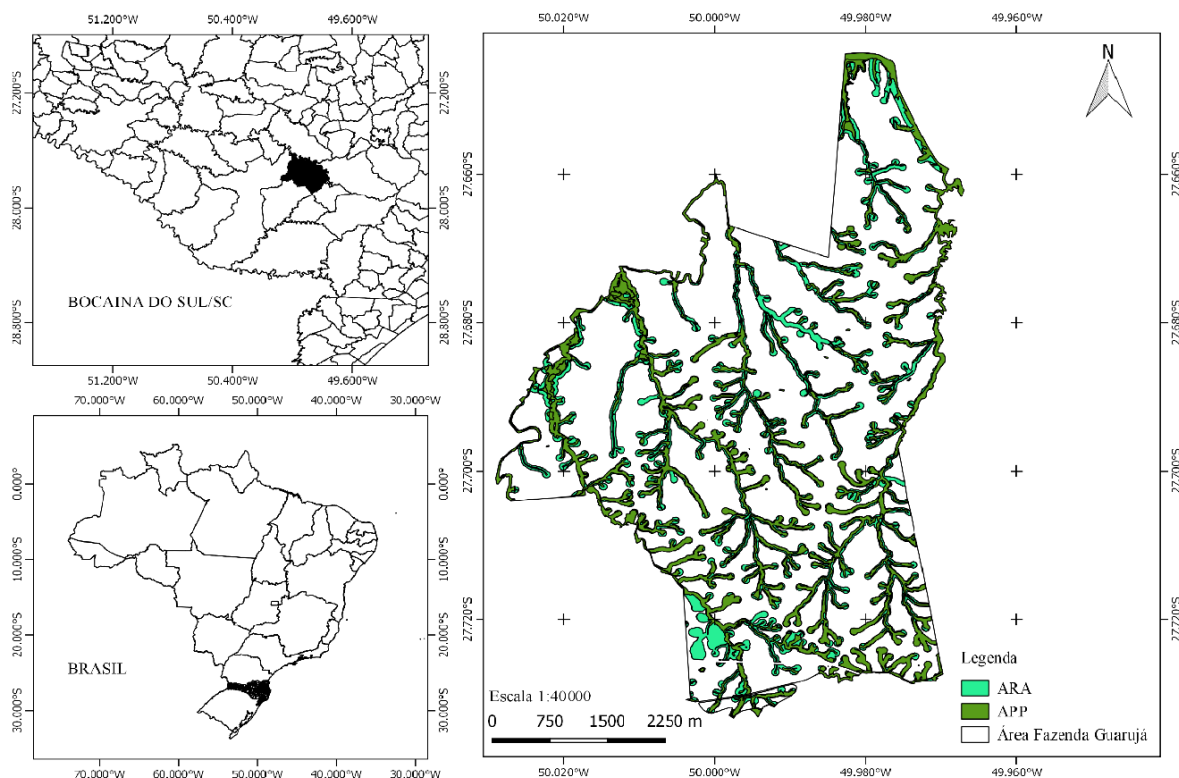 51.200°W 50.400°W 49.600°W
27.200°S 27.200°S
28.000°S 28.000°S
28.800°S 28.800°S
BOCAINA DO SUL/SC
51.200°W 50.400°W 49.600°W
70.000°W 60.000°W 50.000°W 40.000°W 30.000°W
0.000° 0.000°
10.000°S 10.000°S
20.000°S 20.000°S
30.000°S 30.000°S
BRASIL
70.000°W 60.000°W 50.000°W 40.000°W 30.000°W
50.020°W 50.000°W 49.980°W 49.960°W
N
27.660°S 27.660°S
27.680°S 27.680°S
27.700°S 27.700°S
27.720°S 27.720°S
Legenda
ARA
APP
Área Fazenda Guarujá
Escala 1:40000
0 750 1500 2250 m
50.020°W 50.000°W 49.980°W 49.960°W